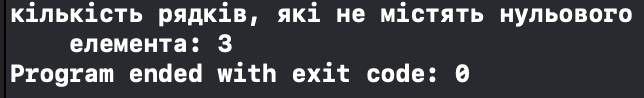 кількість рядків, які не містять нульового
елемента: 3
Program ended with exit code: 0